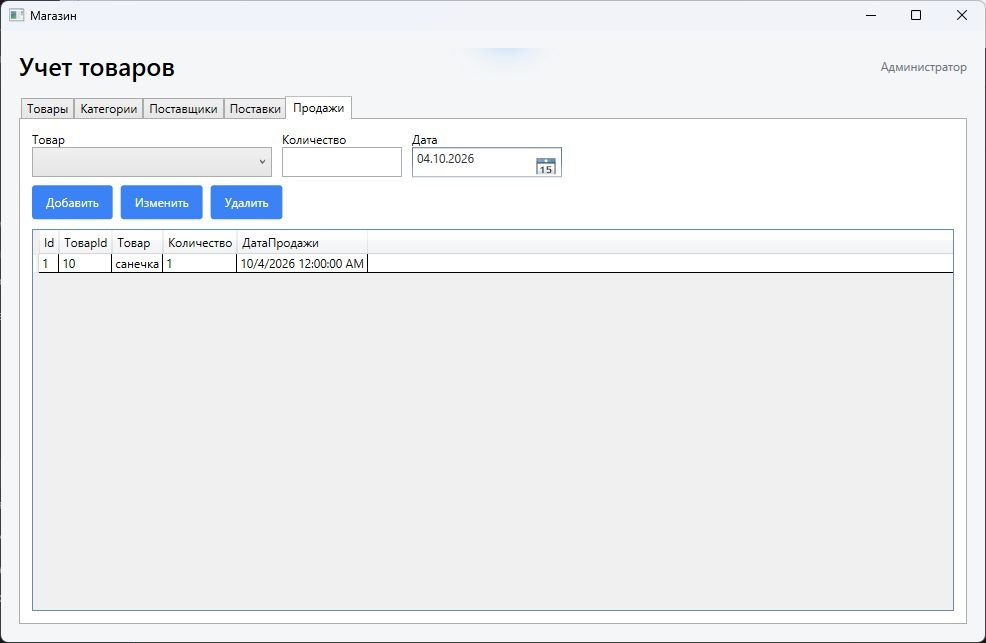 Магазин
Учет товаров
Администратор
Товары Категории Поставщики Поставки Продажи
Товар Количество Дата
04.10.2026 15
Добавить Изменить Удалить
Id ТоварId Товар Количество ДатаПродажи
1 10 санечка 1 10/4/2026 12:00:00 AM